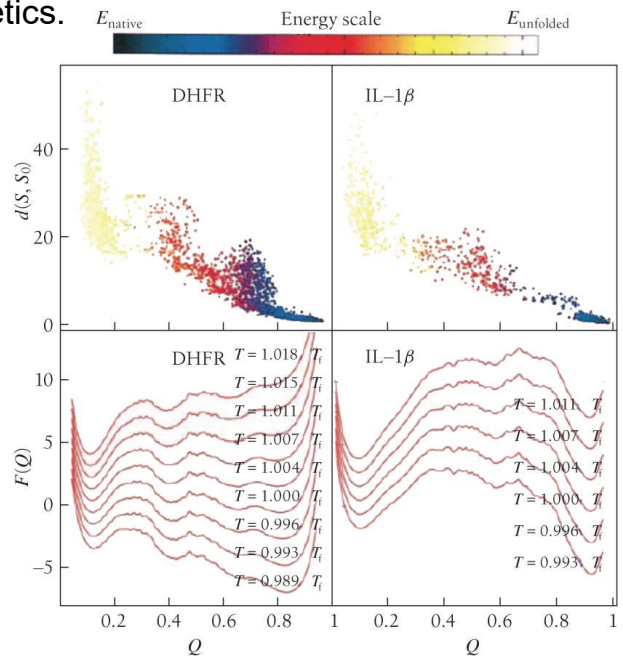 etics.
E_native Energy scale E_unfolded
DHFR
IL–1β
d(S, S₀)
40
20
0
DHFR
T = 1.018 T_f
T = 1.015 T_f
T = 1.011 T_f
T = 1.007 T_f
T = 1.004 T_f
T = 1.000 T_f
T = 0.996 T_f
T = 0.993 T_f
T = 0.989 T_f
IL–1β
T = 1.011 T_f
T = 1.007 T_f
T = 1.004 T_f
T = 1.000 T_f
T = 0.996 T_f
T = 0.993 T_f
F(Q)
10
5
0
−5
0.2 0.4 0.6 0.8 1 0.2 0.4 0.6 0.8 1
Q Q